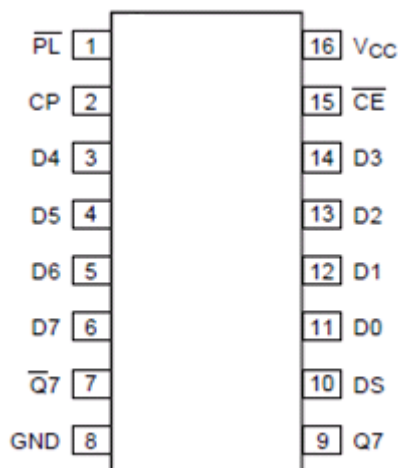 PL 1 16 VCC
CP 2 15 CE
D4 3 14 D3
D5 4 13 D2
D6 5 12 D1
D7 6 11 D0
Q7 7 10 DS
GND 8 9 Q7